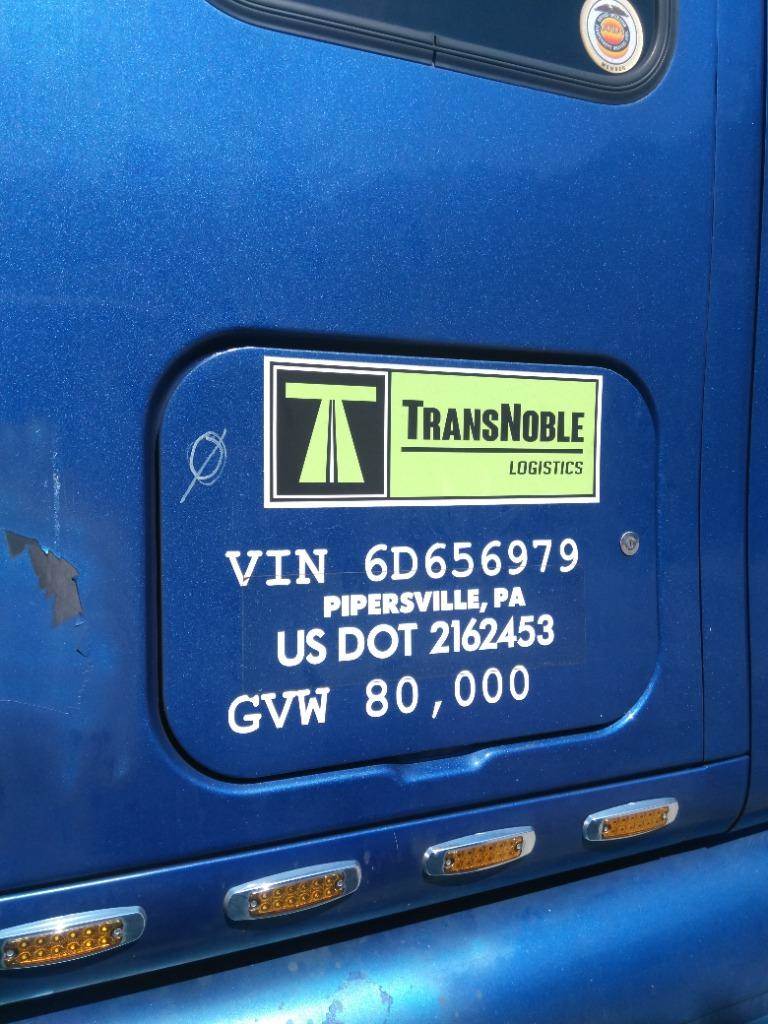 TRANSNOBLE
LOGISTICS
VIN 6D656979
PIPERSVILLE, PA
US DOT 2162453
GVW 80,000